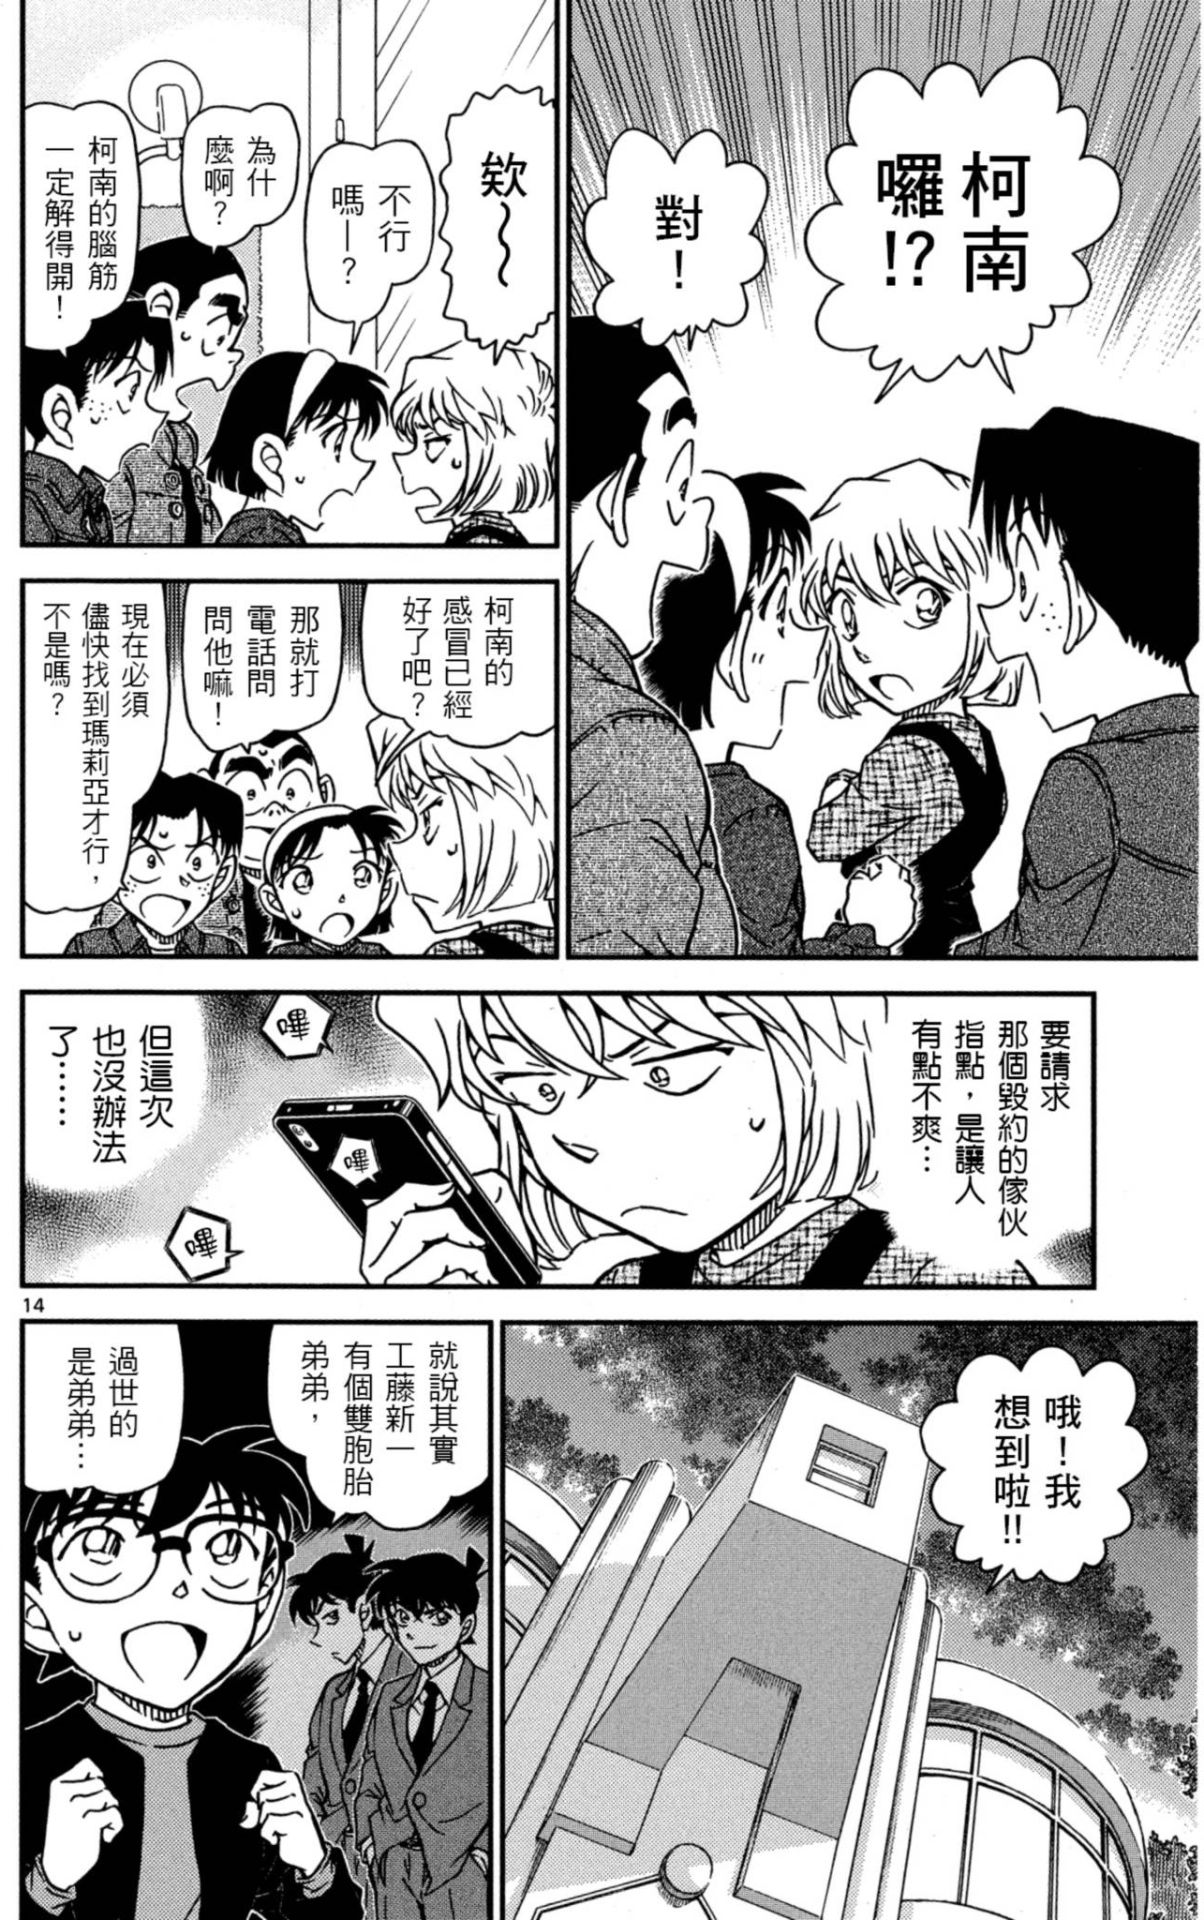 柯南
囉!?
對！
欸～
不行
嗎—？
為什
麼啊？
柯南的腦筋
一定解得開！
柯南的
感冒已經
好了吧？
那就打
電話問
問他嘛！
現在必須
儘快找到瑪莉亞才行，
不是嗎？
要請求
那個毀約的傢伙
指點，是讓人
有點不爽…
嗶
嗶
嗶
但這次
也沒辦法
了……
14
哦！我
想到啦!!
就說其實
工藤新一
有個雙胞胎
弟弟，
過世的
是弟弟…